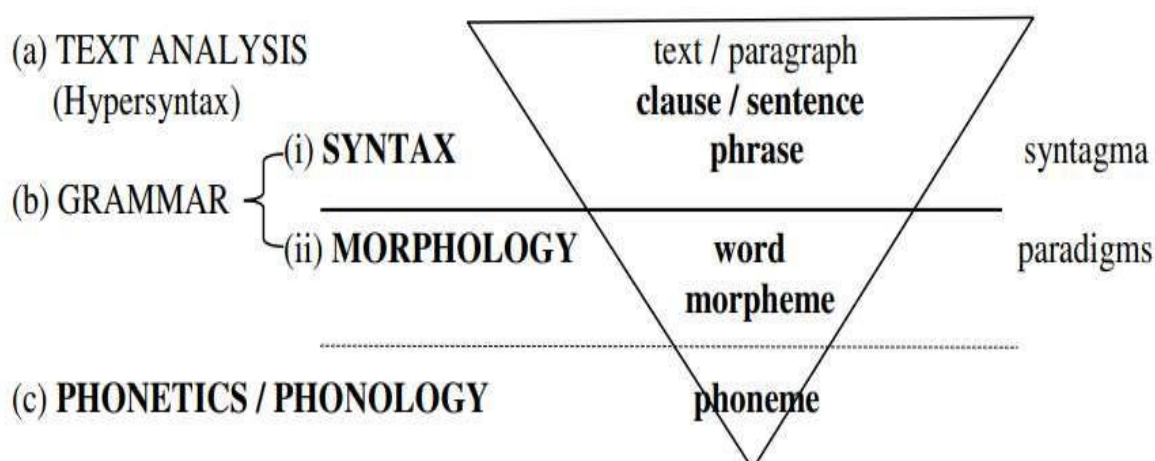 (a) TEXT ANALYSIS text / paragraph
(Hypersyntax) clause / sentence
(i) SYNTAX phrase syntagma
(b) GRAMMAR
(ii) MORPHOLOGY word paradigms
morpheme
(c) PHONETICS / PHONOLOGY phoneme